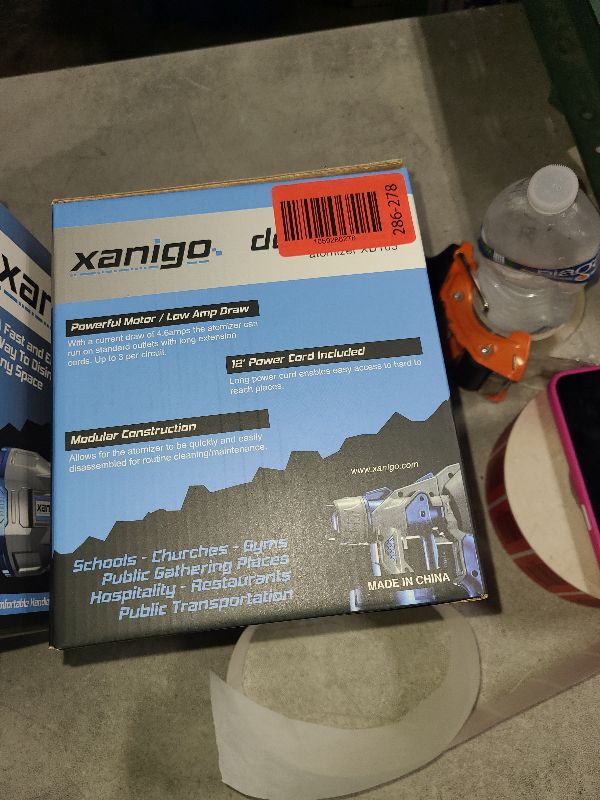 xanigo
1059286278
286-278
atomizer
Powerful Motor / Low Amp Draw
With a current draw of 4.6amps the atomizer can
run on standard outlets with long extension
cords. Up to 3 per circuit.
12' Power Cord Included
Long power cord enables easy access to hard to
reach places.
Modular Construction
Allows for the atomizer to be quickly and easily
disassembled for routine cleaning/maintenance.
www.xanigo.com
Schools - Churches - Gyms
Public Gathering Places
Hospitality - Restaurants
Public Transportation
MADE IN CHINA
xan
Fast and
Way To
ny Space
xan